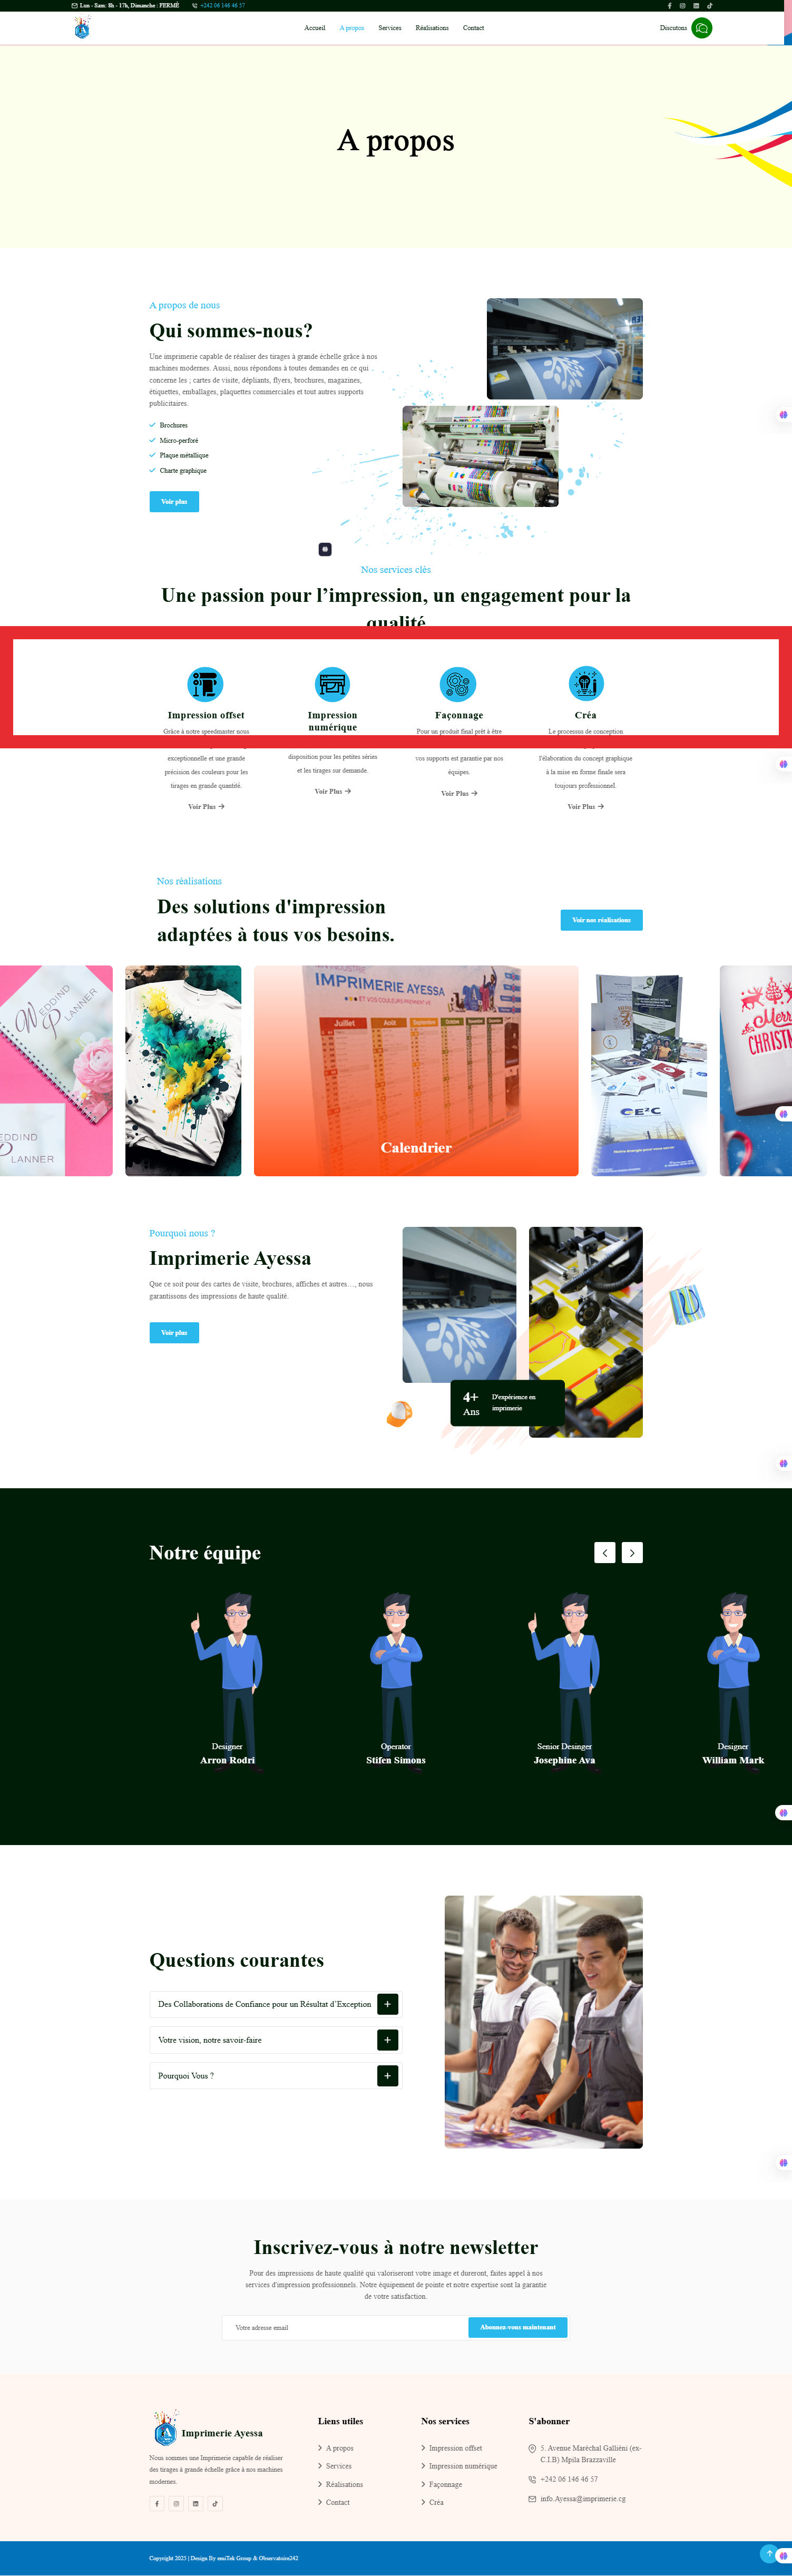 Lun - Sam: 8h - 17h, Dimanche : FERMÉ
+242 06 146 46 57
Accueil
A propos
Services
Réalisations
Contact
Discutons
A propos
A propos de nous
Qui sommes-nous?
Une imprimerie capable de réaliser des tirages à grande échelle grâce à nos
machines modernes. Aussi, nous répondons à toutes demandes en ce qui
concerne les ; cartes de visite, dépliants, flyers, brochures, magazines,
étiquettes, emballages, plaquettes commerciales et tout autres supports
publicitaires.
Brochures
Micro-perforé
Plaque métallique
Charte graphique
Voir plus
Nos services clés
Une passion pour l’impression, un engagement pour la
qualité
Impression offset
Grâce à notre speedmaster nous
exceptionnelle et une grande
précision des couleurs pour les
tirages en grande quantité.
Voir Plus
Impression
numérique
disposition pour les petites séries
et les tirages sur demande.
Voir Plus
Façonnage
Pour un produit final prêt à être
vos supports est garantie par nos
équipes.
Voir Plus
Créa
Le processus de conception
l'élaboration du concept graphique
à la mise en forme finale sera
toujours professionnel.
Voir Plus
Nos réalisations
Des solutions d'impression
adaptées à tous vos besoins.
Voir nos réalisations
WEDDIND
PLANNER
EDDIND
LANNER
IMPRIMERIE AYESSA
ET VOS COULEURS PRENNENT VIE
Juillet
Août
Septembre
Octobre
Novembre
Décembre
Calendrier
E²C
Merry
CHRISTM
Pourquoi nous ?
Imprimerie Ayessa
Que ce soit pour des cartes de visite, brochures, affiches et autres…, nous
garantissons des impressions de haute qualité.
Voir plus
4+
Ans
D'expérience en
imprimerie
Notre équipe
Designer
Arron Rodri
Operator
Stifen Simons
Senior Desinger
Josephine Ava
Designer
William Mark
Questions courantes
Des Collaborations de Confiance pour un Résultat d’Exception
Votre vision, notre savoir-faire
Pourquoi Vous ?
Inscrivez-vous à notre newsletter
Pour des impressions de haute qualité qui valoriseront votre image et dureront, faites appel à nos
services d'impression professionnels. Notre équipement de pointe et notre expertise sont la garantie
de votre satisfaction.
Votre adresse email
Abonnez-vous maintenant
Imprimerie Ayessa
Nous sommes une Imprimerie capable de réaliser
des tirages à grande échelle grâce à nos machines
modernes.
Liens utiles
A propos
Services
Réalisations
Contact
Nos services
Impression offset
Impression numérique
Façonnage
Créa
S'abonner
5. Avenue Maréchal Galliéni (ex-
C.I.B) Mpila Brazzaville
+242 06 146 46 57
info.Ayessa@imprimerie.cg
Copyright 2025 | Design By emiTek Group & Observatoire242